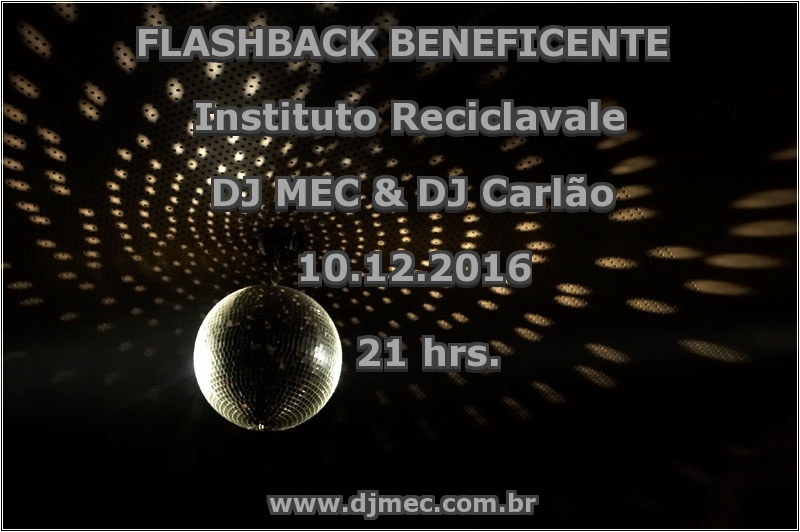 FLASHBACK BENEFICENTE
Instituto Reciclavale
DJ MEC & DJ Carlão
10.12.2016
21 hrs.
www.djmec.com.br